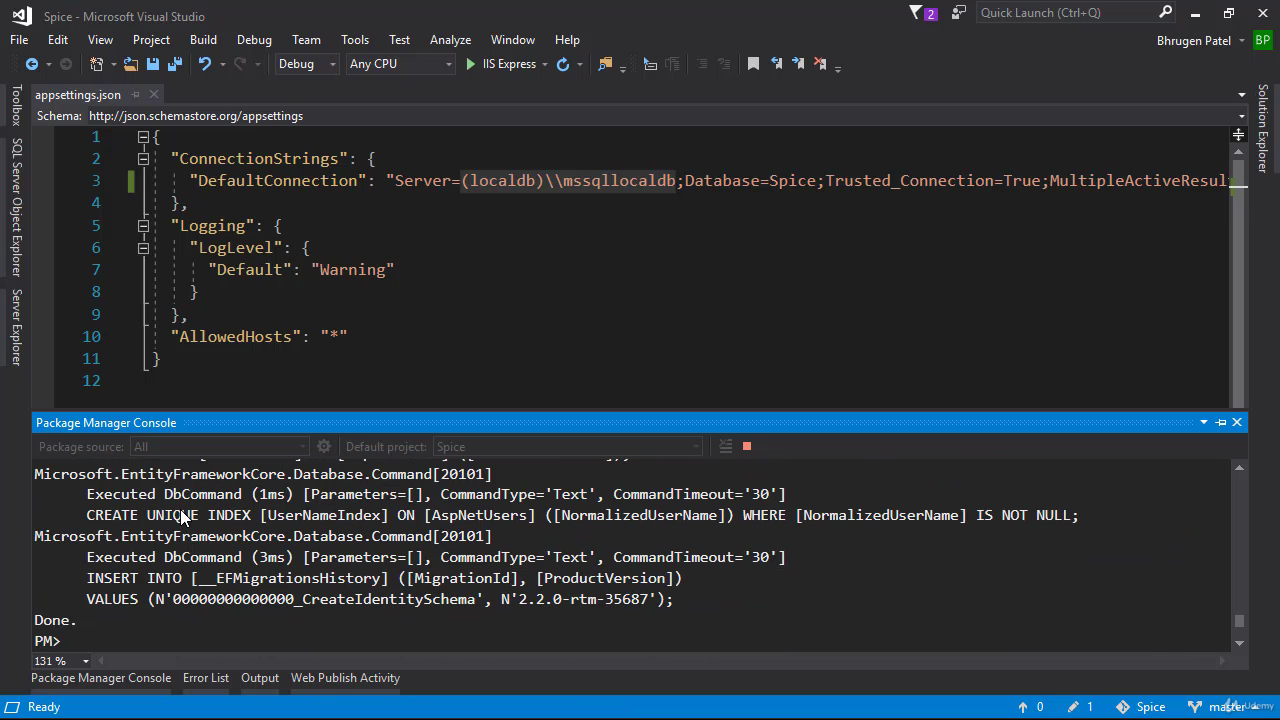 Spice - Microsoft Visual Studio
2
Quick Launch (Ctrl+Q)
File Edit View Project Build Debug Team Tools Test Analyze Window Help
Bhrugen Patel BP
Debug Any CPU IIS Express
appsettings.json
Schema: http://json.schemastore.org/appsettings
Toolbox
SQL Server Object Explorer
Server Explorer
Solution Explorer
1 {
2 "ConnectionStrings": {
3 "DefaultConnection": "Server=(localdb)\\mssqllocaldb;Database=Spice;Trusted_Connection=True;MultipleActiveResul
4 },
5 "Logging": {
6 "LogLevel": {
7 "Default": "Warning"
8 }
9 },
10 "AllowedHosts": "*"
11 }
12
Package Manager Console
Package source: All Default project: Spice
Microsoft.EntityFrameworkCore.Database.Command[20101]
Executed DbCommand (1ms) [Parameters=[], CommandType='Text', CommandTimeout='30']
CREATE UNIQUE INDEX [UserNameIndex] ON [AspNetUsers] ([NormalizedUserName]) WHERE [NormalizedUserName] IS NOT NULL;
Microsoft.EntityFrameworkCore.Database.Command[20101]
Executed DbCommand (3ms) [Parameters=[], CommandType='Text', CommandTimeout='30']
INSERT INTO [__EFMigrationsHistory] ([MigrationId], [ProductVersion])
VALUES (N'00000000000000_CreateIdentitySchema', N'2.2.0-rtm-35687');
Done.
PM>
131 %
Package Manager Console Error List Output Web Publish Activity
Ready 0 1 Spice master
Udemy